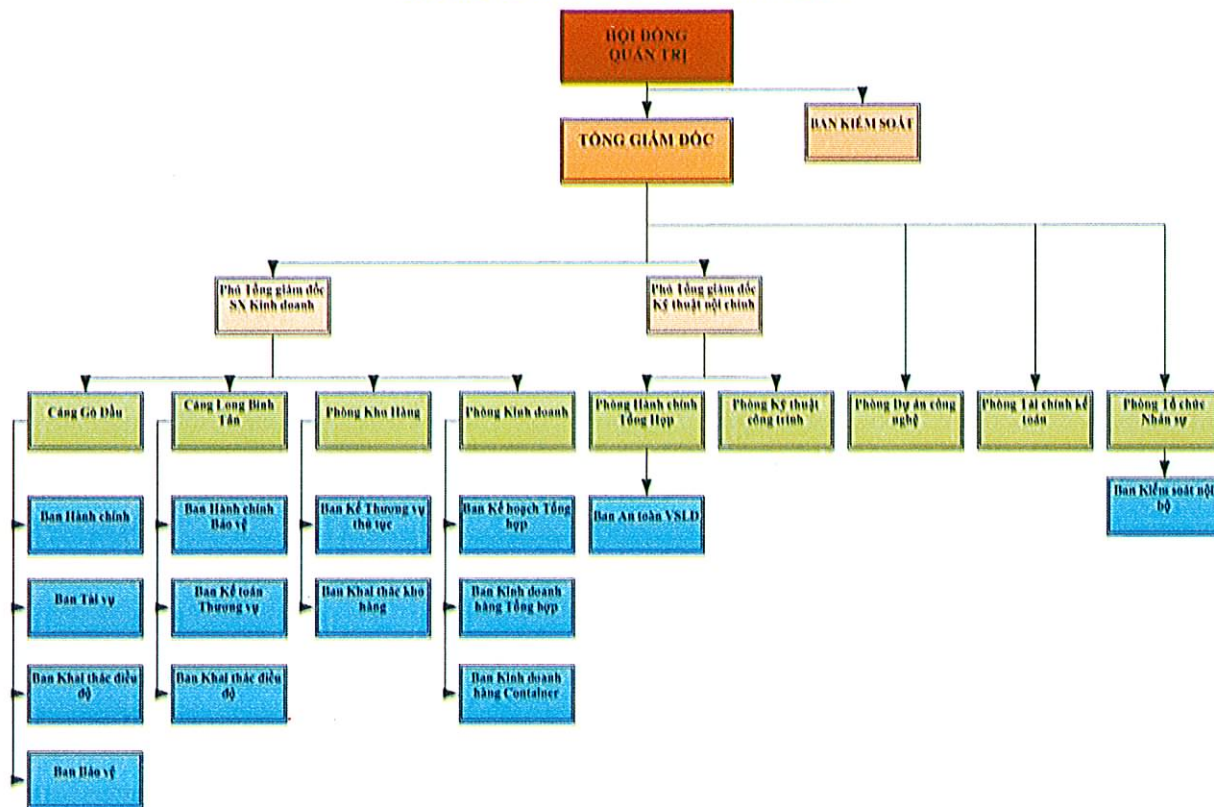 HỘI ĐỒNG
QUẢN TRỊ
BAN KIỂM SOÁT
TỔNG GIÁM ĐỐC
Phó Tổng giám đốc
SX Kinh doanh
Phó Tổng giám đốc
Kỹ thuật nội chính
Cảng Gò Dầu
Cảng Long Bình
Tân
Phòng Kho Hàng
Phòng Kinh doanh
Phòng Hành chính
Tổng Hợp
Phòng Kỹ thuật
công trình
Phòng Dự án công
nghệ
Phòng Tài chính kế
toán
Phòng Tổ chức
Nhân sự
Ban Hành chính
Ban Hành chính
Bảo vệ
Ban Kế Thương vụ
thủ tục
Ban Kế hoạch Tổng
hợp
Ban An toàn VSLD
Ban Kiểm soát nội
bộ
Ban Tài vụ
Ban Kế toán
Thương vụ
Ban Khai thác kho
hàng
Ban Kinh doanh
hàng Tổng hợp
Ban Khai thác điều
độ
Ban Khai thác điều
độ
Ban Kinh doanh
hàng Container
Ban Bảo vệ